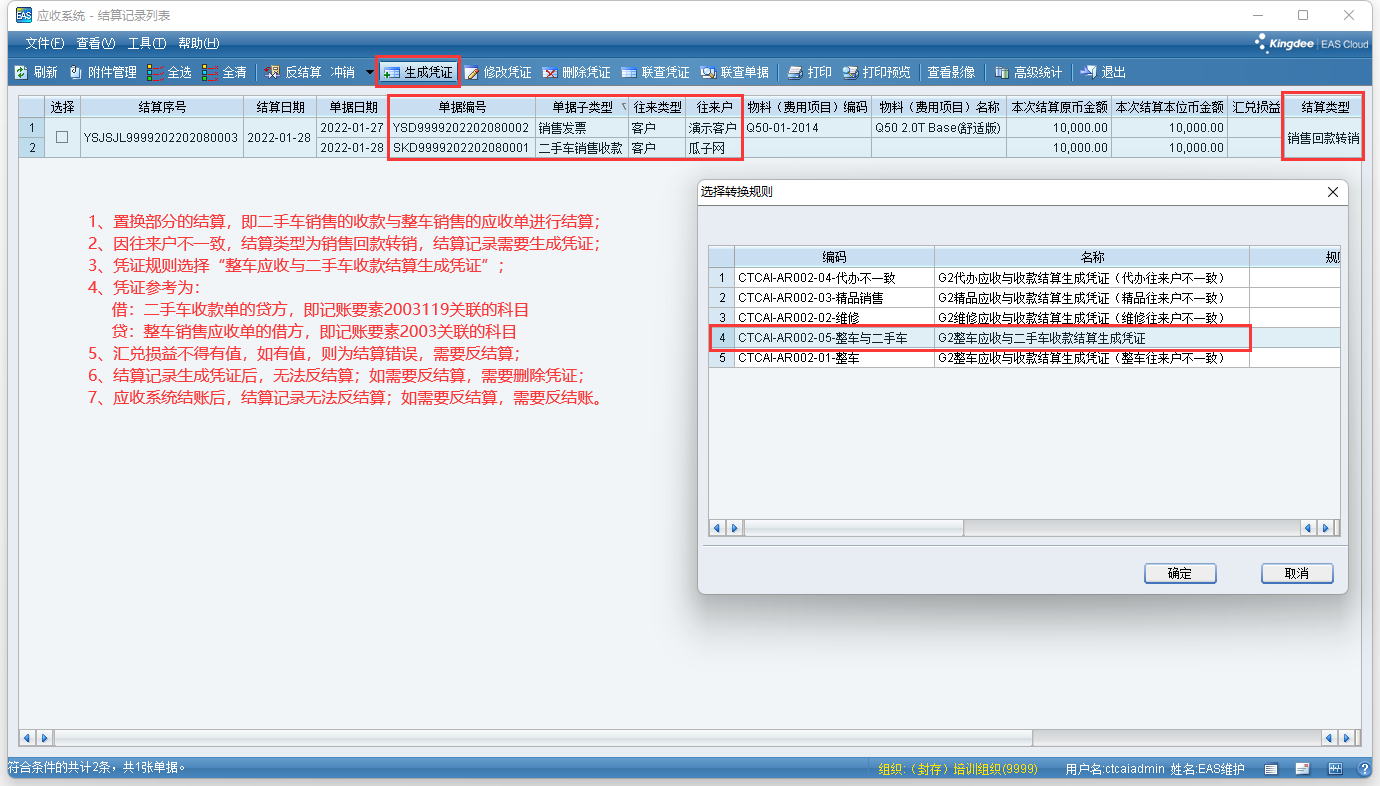 EAS 应收系统 - 结算记录列表
文件(F) 查看(V) 工具(T) 帮助(H)
Kingdee | EAS Cloud
刷新 附件管理 全选 全清 反结算 冲销 生成凭证 修改凭证 删除凭证 联查凭证 联查单据 打印 打印预览 查看影像 高级统计 退出
选择 结算序号 结算日期 单据日期 单据编号 单据子类型 往来类型 往来户 物料（费用项目）编码 物料（费用项目）名称 本次结算原币金额 本次结算本位币金额 汇兑损益 结算类型
1 YSJSJL9999202202080003 2022-01-28 2022-01-27 YSD9999202202080002 销售发票 客户 演示客户 Q50-01-2014 Q50 2.0T Base(舒适版) 10,000.00 10,000.00 销售回款转销
2 2022-01-28 SKD9999202202080001 二手车销售收款 客户 瓜子网 10,000.00 10,000.00
1、置换部分的结算，即二手车销售的收款与整车销售的应收单进行结算；
2、因往来户不一致，结算类型为销售回款转销，结算记录需要生成凭证；
3、凭证规则选择“整车应收与二手车收款结算生成凭证”；
4、凭证参考为：
借：二手车收款单的贷方，即记账要素2003119关联的科目
贷：整车销售应收单的借方，即记账要素2003关联的科目
5、汇兑损益不得有值，如有值，则为结算错误，需要反结算；
6、结算记录生成凭证后，无法反结算；如需要反结算，需要删除凭证；
7、应收系统结账后，结算记录无法反结算；如需要反结算，需要反结账。
选择转换规则
编码 名称
1 CTCAI-AR002-04-代办不一致 G2代办应收与收款结算生成凭证（代办往来户不一致）
2 CTCAI-AR002-03-精品销售 G2精品应收与收款结算生成凭证（精品往来户不一致）
3 CTCAI-AR002-02-维修 G2维修应收与收款结算生成凭证（维修往来户不一致）
4 CTCAI-AR002-05-整车与二手车 G2整车应收与二手车收款结算生成凭证
5 CTCAI-AR002-01-整车 G2整车应收与收款结算生成凭证（整车往来户不一致）
确定 取消
符合条件的共计2条，共1张单据。
组织:（封存）培训组织(9999) 用户名:ctcaiadmin 姓名:EAS维护